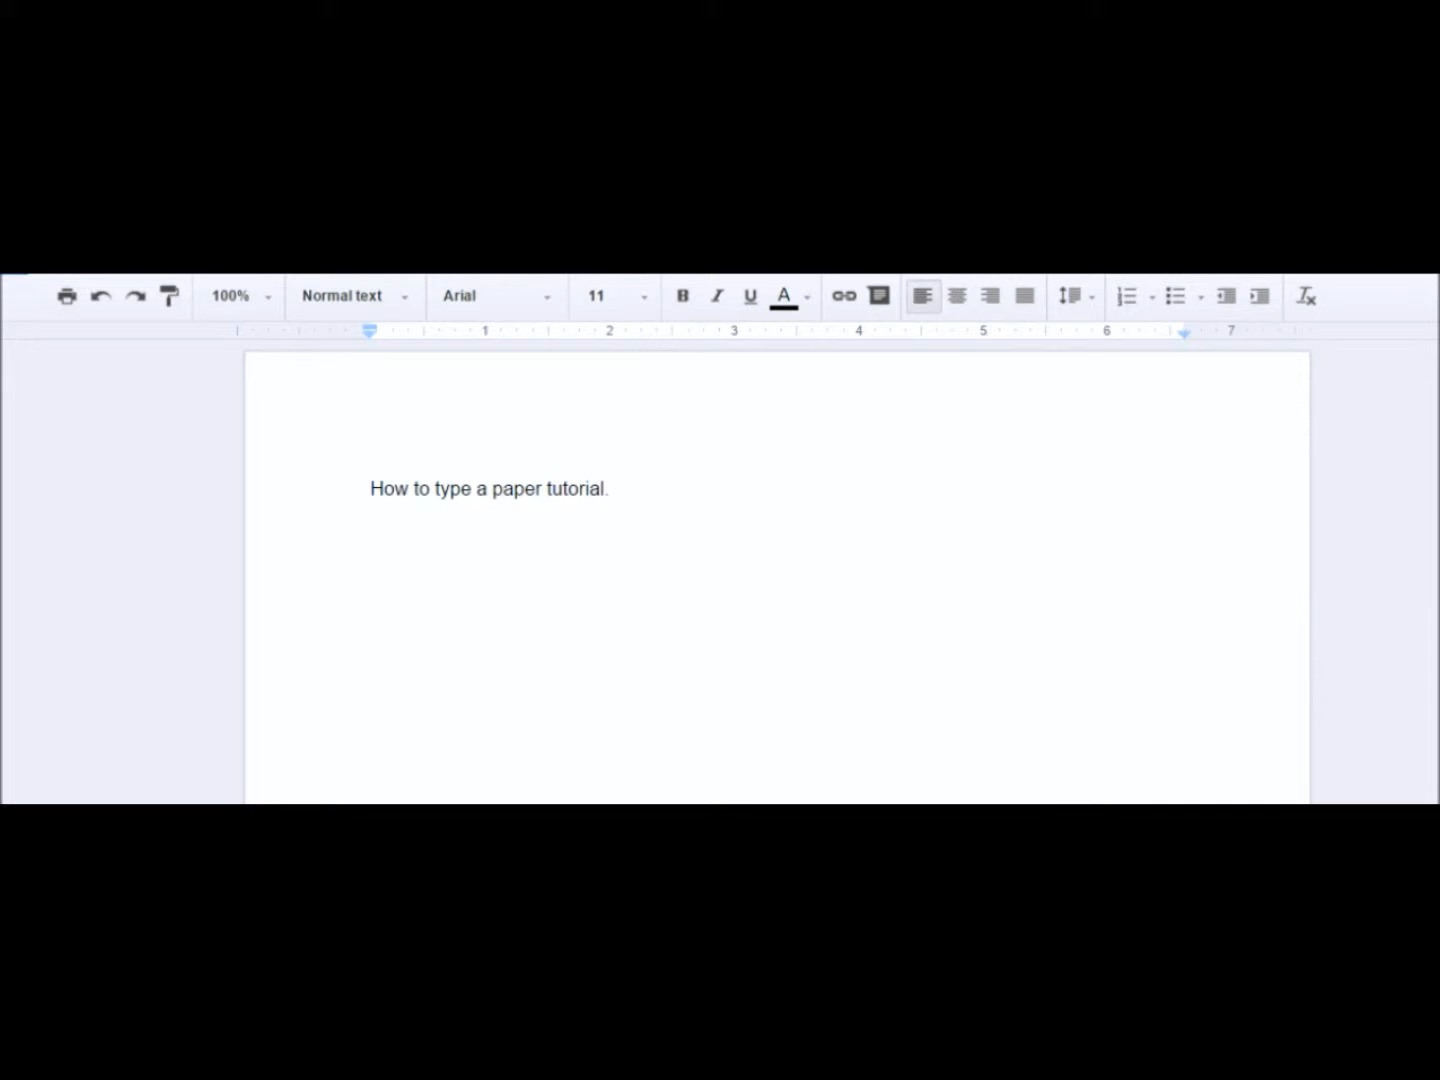 100% Normal text Arial 11 B I U A
1 2 3 4 5 6 7
How to type a paper tutorial.